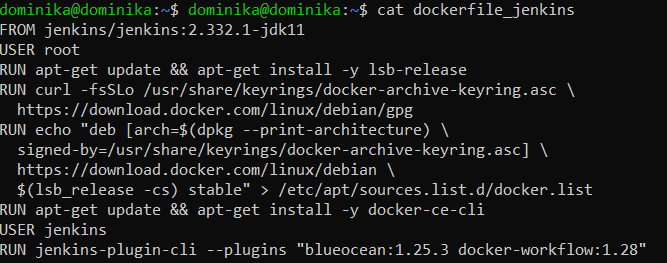 dominika@dominika:~$ dominika@dominika:~$ cat dockerfile_jenkins
FROM jenkins/jenkins:2.332.1-jdk11
USER root
RUN apt-get update && apt-get install -y lsb-release
RUN curl -fsSLo /usr/share/keyrings/docker-archive-keyring.asc \
  https://download.docker.com/linux/debian/gpg
RUN echo "deb [arch=$(dpkg --print-architecture) \
  signed-by=/usr/share/keyrings/docker-archive-keyring.asc] \
  https://download.docker.com/linux/debian \
  $(lsb_release -cs) stable" > /etc/apt/sources.list.d/docker.list
RUN apt-get update && apt-get install -y docker-ce-cli
USER jenkins
RUN jenkins-plugin-cli --plugins "blueocean:1.25.3 docker-workflow:1.28"